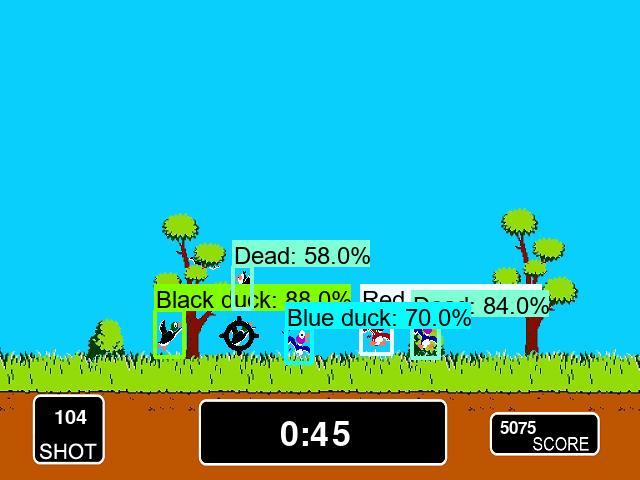 Dead: 58.0%
Black duck: 88.0%
Red
Dead: 84.0%
Blue duck: 70.0%
104
SHOT
0:45
5075
SCORE